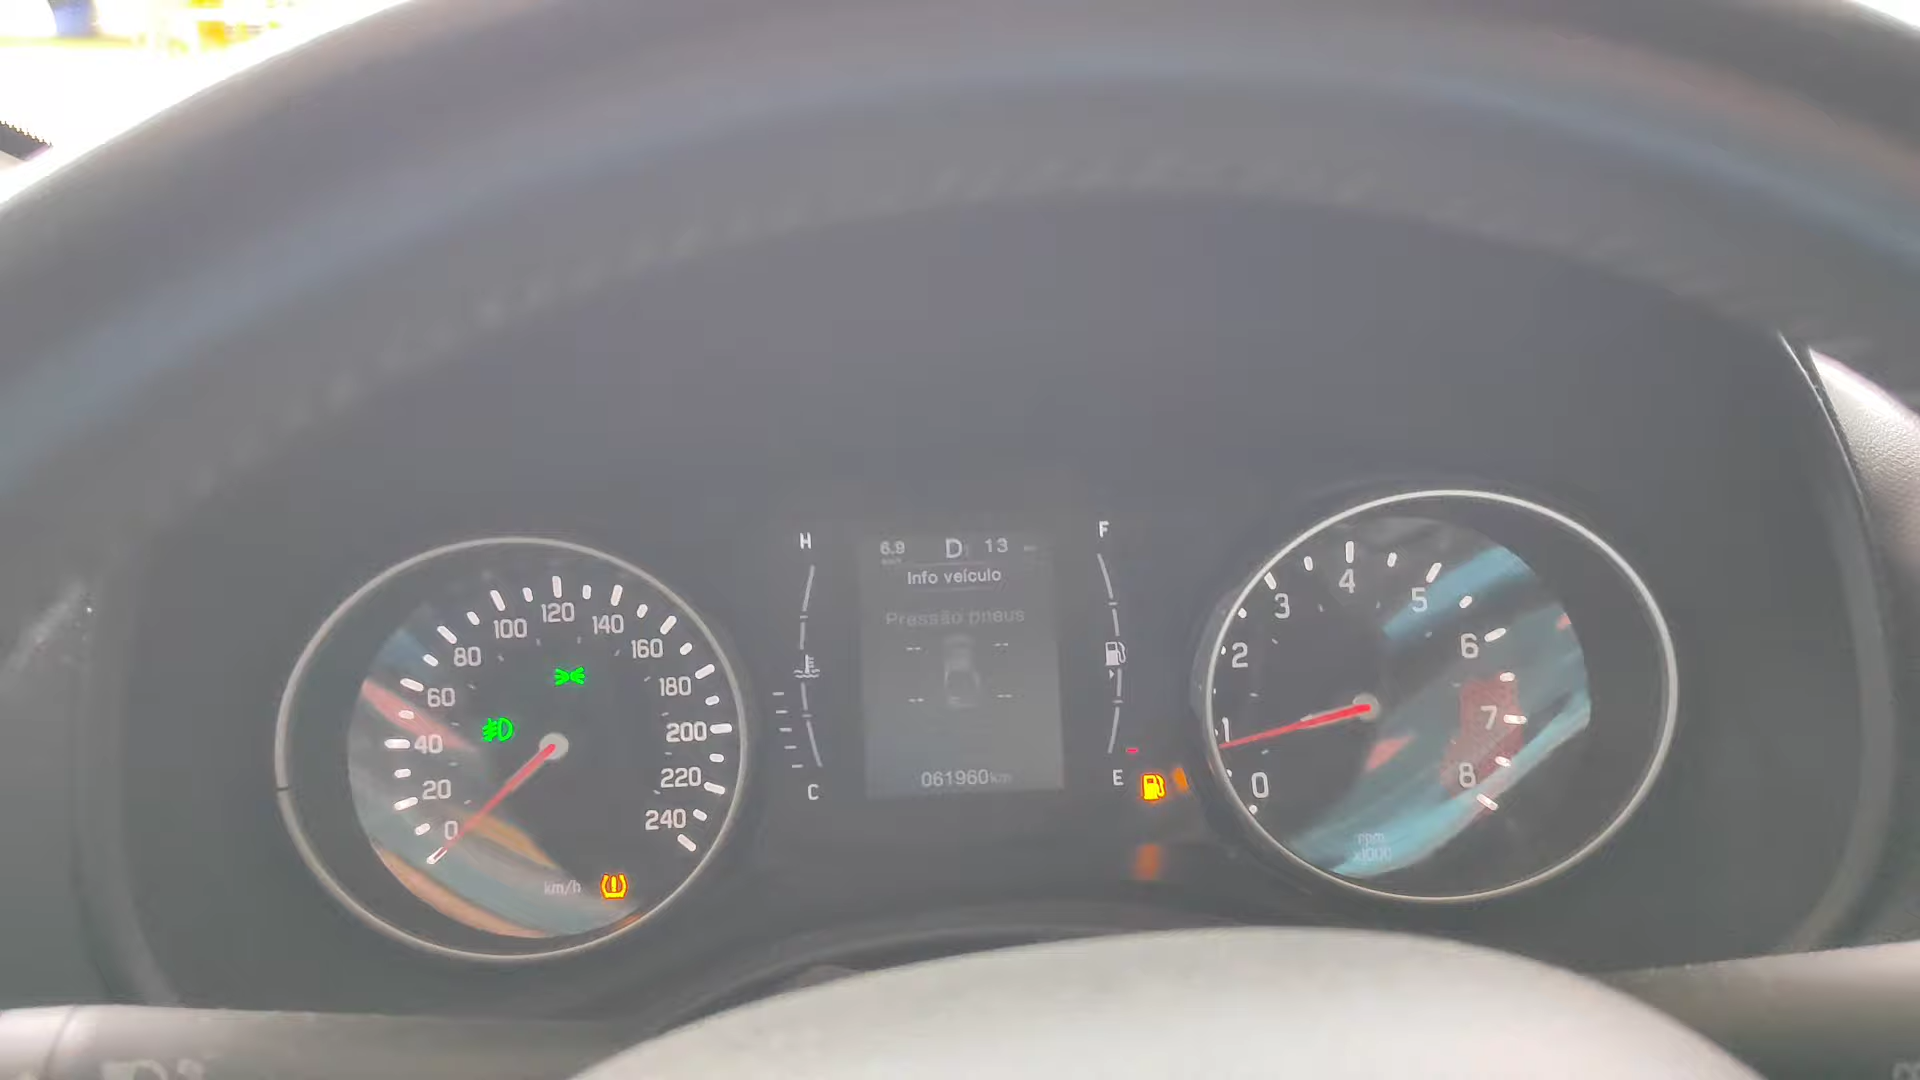 6.9 D 13
Info veículo
Pressão pneus
-- --
-- --
061960 km
H
C
F
E
0
20
40
60
80
100
120
140
160
180
200
220
240
km/h
0
1
2
3
4
5
6
7
8
rpm
x1000